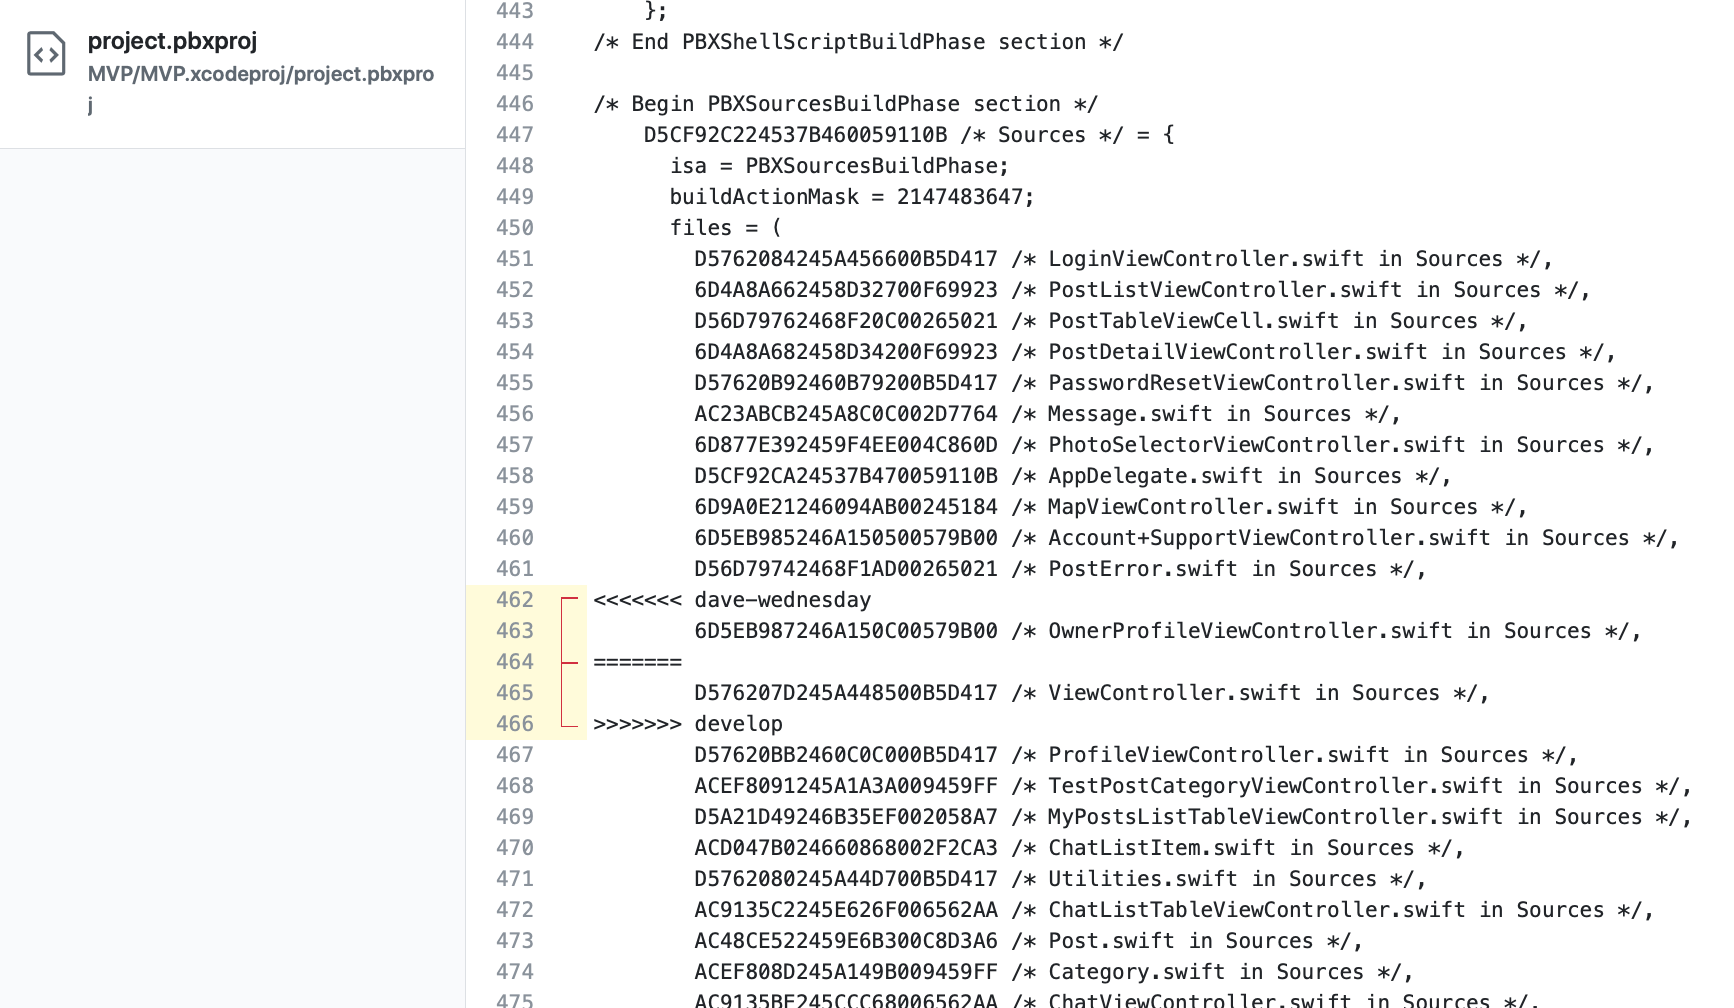 project.pbxproj
MVP/MVP.xcodeproj/project.pbxpro
j
443 };
444 /* End PBXShellScriptBuildPhase section */
445
446 /* Begin PBXSourcesBuildPhase section */
447 D5CF92C224537B460059110B /* Sources */ = {
448 isa = PBXSourcesBuildPhase;
449 buildActionMask = 2147483647;
450 files = (
451 D5762084245A456600B5D417 /* LoginViewController.swift in Sources */,
452 6D4A8A662458D32700F69923 /* PostListViewController.swift in Sources */,
453 D56D79762468F20C00265021 /* PostTableViewCell.swift in Sources */,
454 6D4A8A682458D34200F69923 /* PostDetailViewController.swift in Sources */,
455 D57620B92460B79200B5D417 /* PasswordResetViewController.swift in Sources */,
456 AC23ABCB245A8C0C002D7764 /* Message.swift in Sources */,
457 6D877E392459F4EE004C860D /* PhotoSelectorViewController.swift in Sources */,
458 D5CF92CA24537B470059110B /* AppDelegate.swift in Sources */,
459 6D9A0E21246094AB00245184 /* MapViewController.swift in Sources */,
460 6D5EB985246A150500579B00 /* Account+SupportViewController.swift in Sources */,
461 D56D79742468F1AD00265021 /* PostError.swift in Sources */,
462 <<<<<<< dave-wednesday
463 6D5EB987246A150C00579B00 /* OwnerProfileViewController.swift in Sources */,
464 =======
465 D576207D245A448500B5D417 /* ViewController.swift in Sources */,
466 >>>>>>> develop
467 D57620BB2460C0C000B5D417 /* ProfileViewController.swift in Sources */,
468 ACEF8091245A1A3A009459FF /* TestPostCategoryViewController.swift in Sources */,
469 D5A21D49246B35EF002058A7 /* MyPostsListTableViewController.swift in Sources */,
470 ACD047B024660868002F2CA3 /* ChatListItem.swift in Sources */,
471 D5762080245A44D700B5D417 /* Utilities.swift in Sources */,
472 AC9135C2245E626F006562AA /* ChatListTableViewController.swift in Sources */,
473 AC48CE522459E6B300C8D3A6 /* Post.swift in Sources */,
474 ACEF808D245A149B009459FF /* Category.swift in Sources */,
475 AC9135BE245CCC68006562AA /* ChatViewController.swift in Sources */,